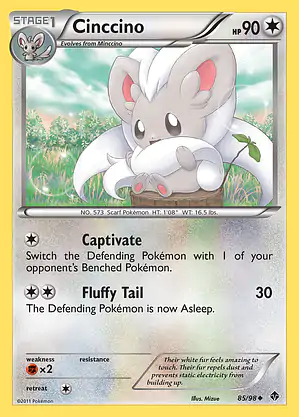 STAGE1
Cinccino
HP90
Evolves from Minccino
NO. 573 Scarf Pokémon HT: 1'08" WT: 16.5 lbs.
Captivate
Switch the Defending Pokémon with 1 of your
opponent's Benched Pokémon.
Fluffy Tail 30
The Defending Pokémon is now Asleep.
weakness resistance
×2
retreat
Their white fur feels amazing to
touch. Their fur repels dust and
prevents static electricity from
building up.
©2011 Pokémon
Illus. Mizue
85/98